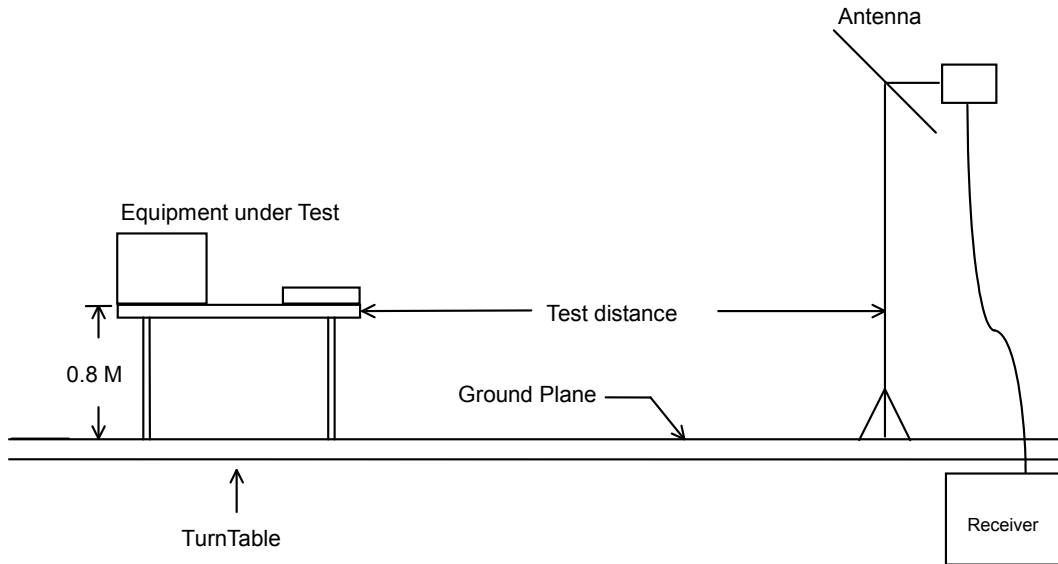 Antenna
Equipment under Test
Test distance
0.8 M
Ground Plane
TurnTable
Receiver